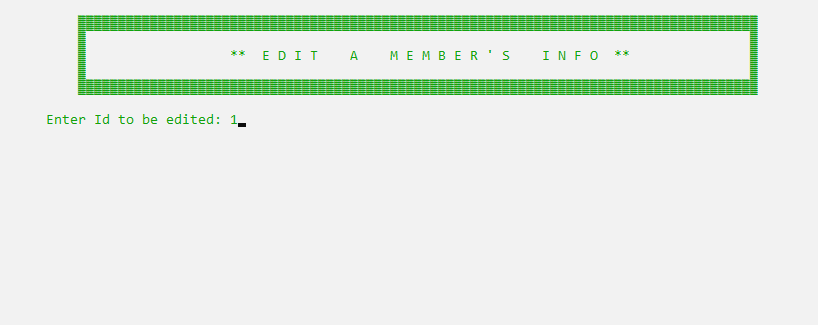 ** E D I T   A   M E M B E R ' S   I N F O **
Enter Id to be edited: 1